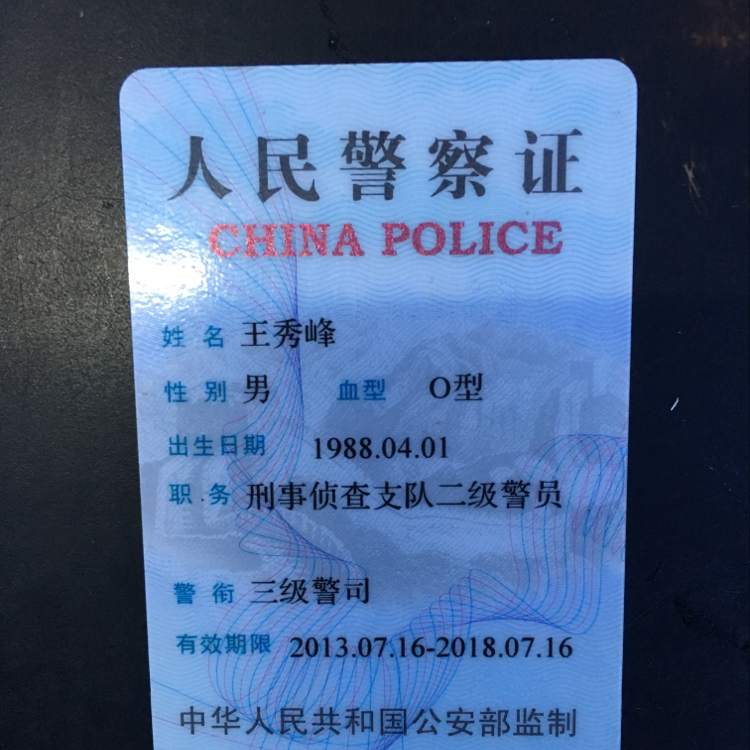 人民警察证
CHINA POLICE
姓名 王秀峰
性别 男 血型 O型
出生日期 1988.04.01
职务 刑事侦查支队二级警员
警衔 三级警司
有效期限 2013.07.16-2018.07.16
中华人民共和国公安部监制